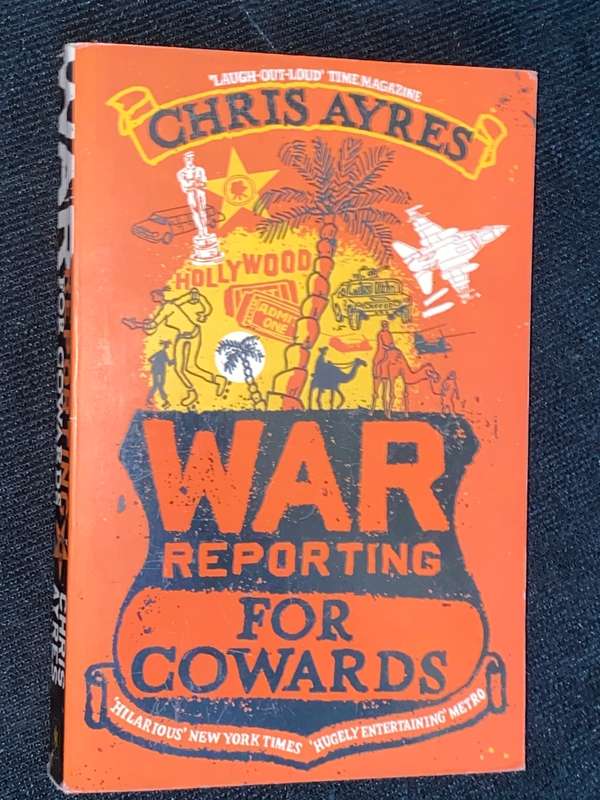 'LAUGH-OUT-LOUD' TIME MAGAZINE
CHRIS AYRES
HOLLYWOOD
ADMIT
ONE
WAR
REPORTING
FOR
COWARDS
'HILARIOUS' NEW YORK TIMES 'HUGELY ENTERTAINING' METRO
WAR
FOR COWARDS
CHRIS
AYRES